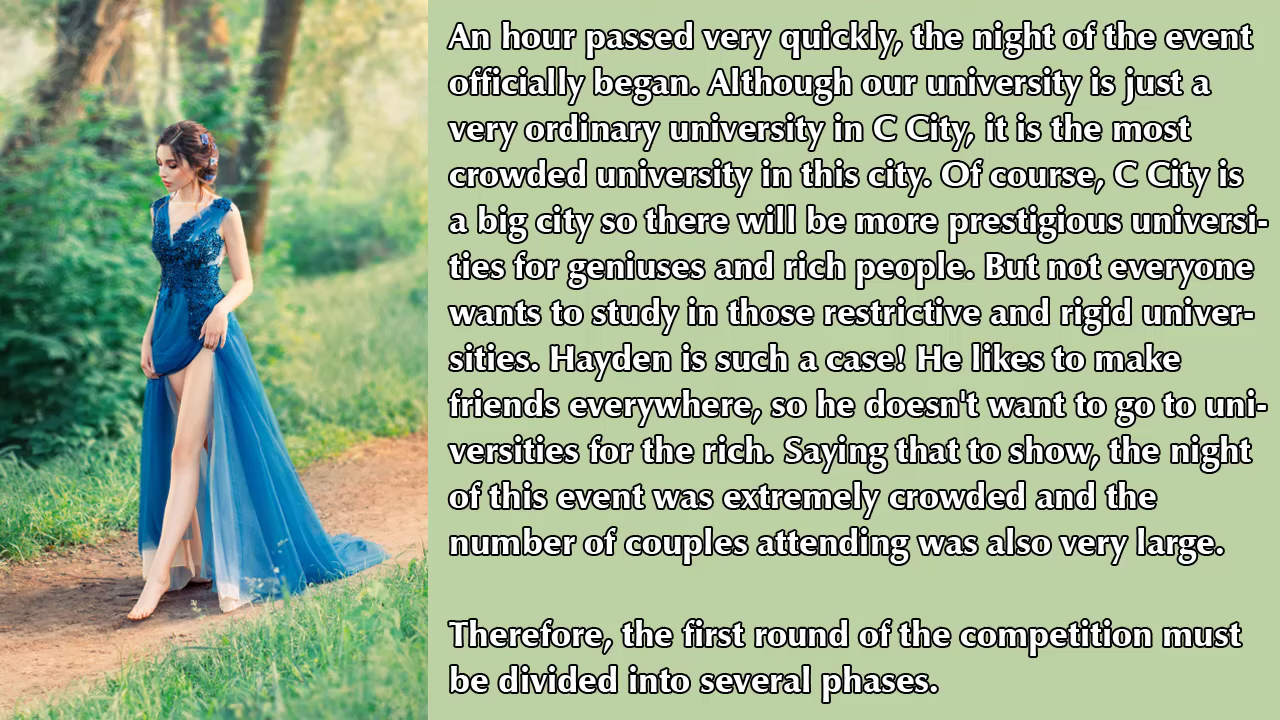 An hour passed very quickly, the night of the event
officially began. Although our university is just a
very ordinary university in C City, it is the most
crowded university in this city. Of course, C City is
a big city so there will be more prestigious universi-
ties for geniuses and rich people. But not everyone
wants to study in those restrictive and rigid univer-
sities. Hayden is such a case! He likes to make
friends everywhere, so he doesn't want to go to uni-
versities for the rich. Saying that to show, the night
of this event was extremely crowded and the
number of couples attending was also very large.

Therefore, the first round of the competition must
be divided into several phases.